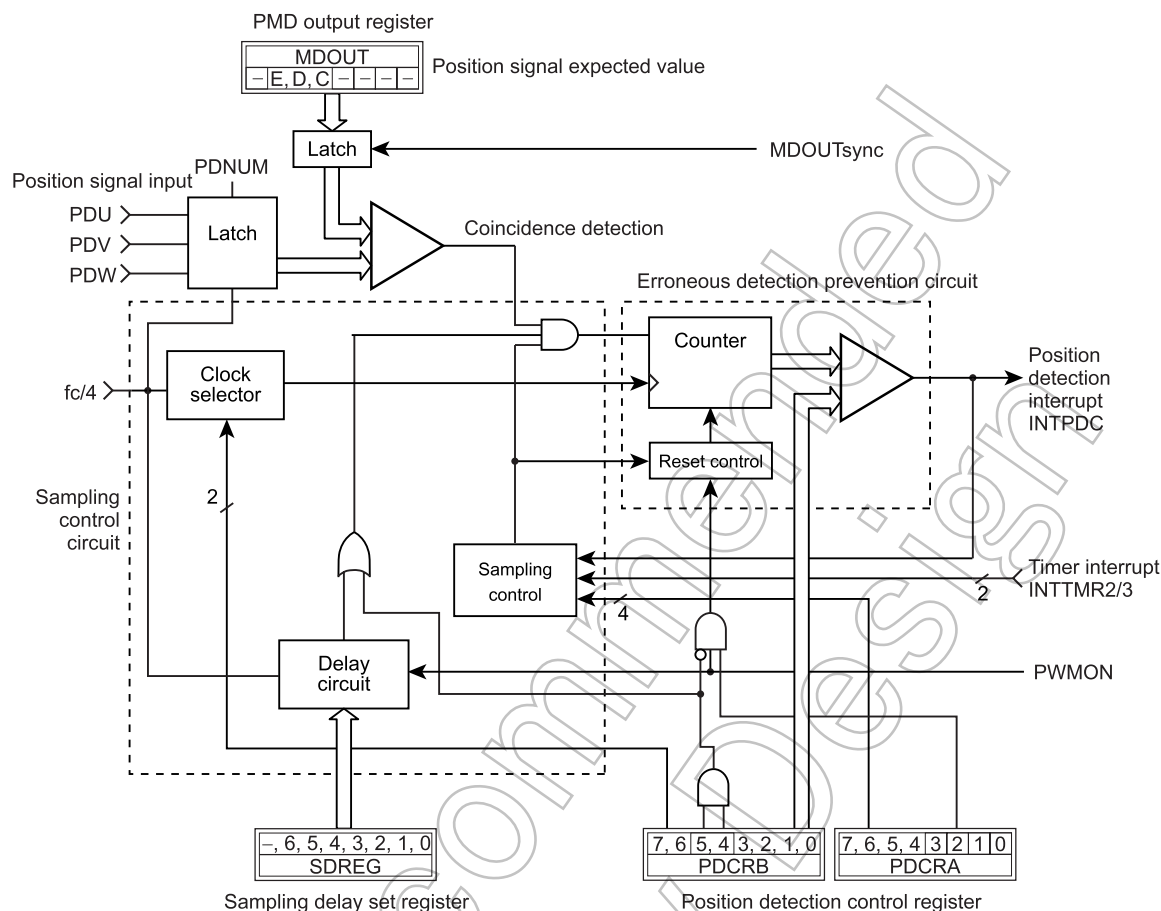 PMD output register
MDOUT
– E, D, C – – – –
Position signal expected value
Latch
MDOUTsync
PDNUM
Position signal input
PDU
PDV
PDW
Latch
Coincidence detection
Erroneous detection prevention circuit
Counter
Clock
selector
fc/4
Position
detection
interrupt
INTPDC
Reset control
2
Sampling
control
circuit
Sampling
control
Timer interrupt
INTTMR2/3
2
4
Delay
circuit
PWMON
–, 6, 5, 4, 3, 2, 1, 0
SDREG
7, 6 5, 4 3, 2, 1, 0
PDCRB
7, 6, 5, 4 3 2 1 0
PDCRA
Sampling delay set register
Position detection control register
commended
Design